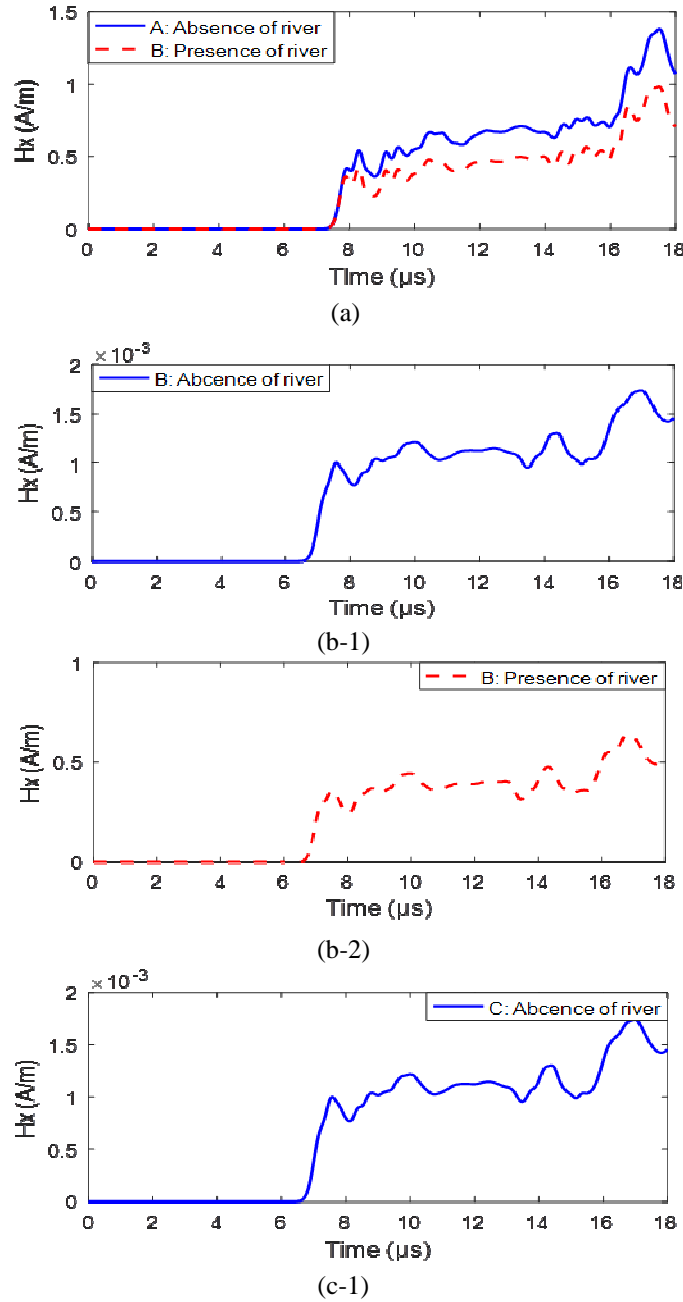 1.5
A: Absence of river
B: Presence of river
1
0.5
0
Hx (A/m)
0 2 4 6 8 10 12 14 16 18
Time (µs)
(a)
× 10-3
2
B: Abcence of river
1.5
1
0.5
0
Hx (A/m)
0 2 4 6 8 10 12 14 16 18
Time (µs)
(b-1)
1
B: Presence of river
0.5
0
Hx (A/m)
0 2 4 6 8 10 12 14 16 18
Time (µs)
(b-2)
× 10-3
2
C: Abcence of river
1.5
1
0.5
0
Hx (A/m)
0 2 4 6 8 10 12 14 16 18
Time (µs)
(c-1)